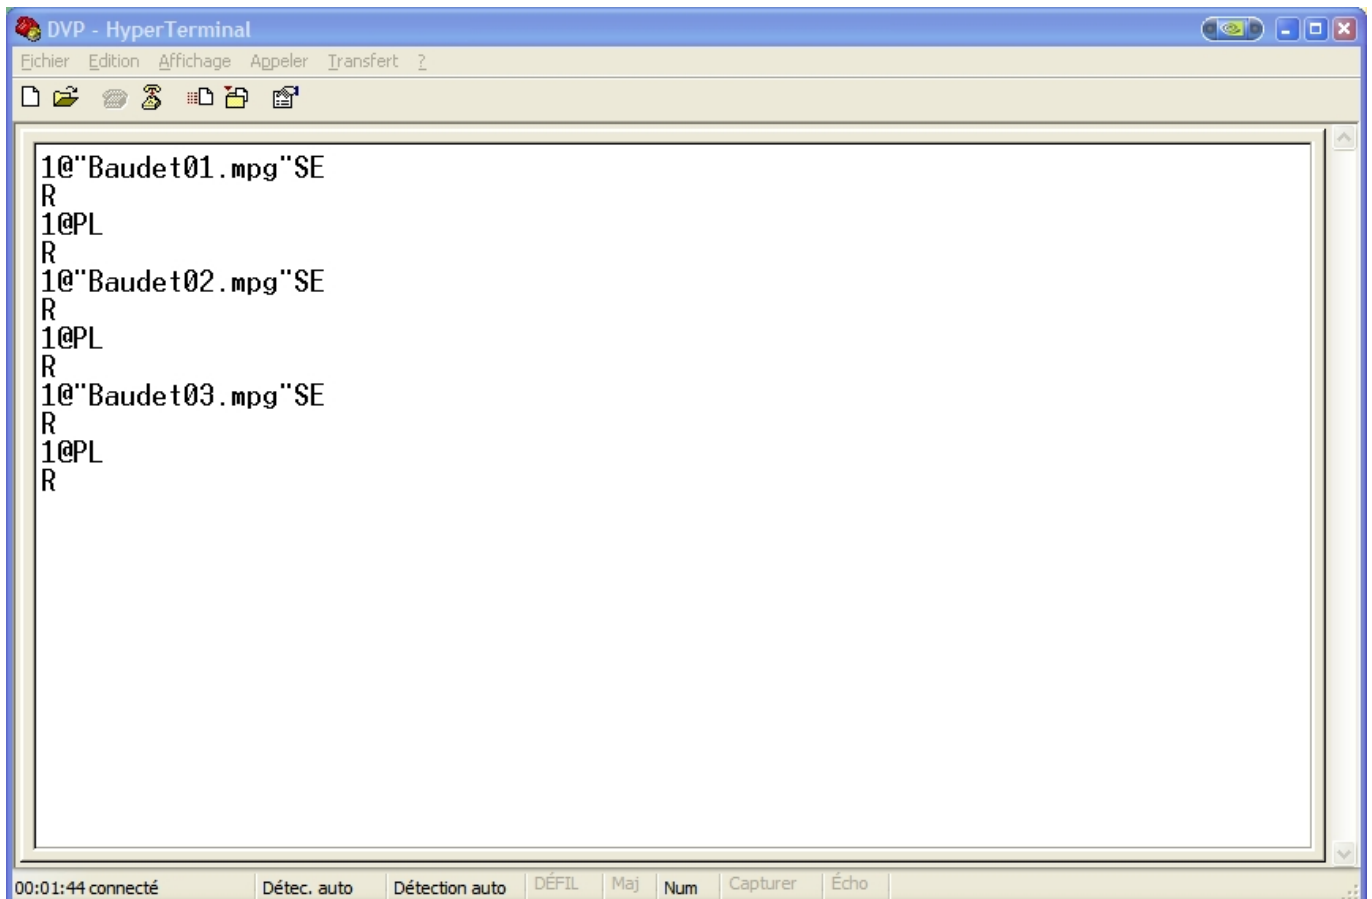 DVP - HyperTerminal
Fichier Edition Affichage Appeler Transfert ?
1@"Baudet01.mpg"SE
R
1@PL
R
1@"Baudet02.mpg"SE
R
1@PL
R
1@"Baudet03.mpg"SE
R
1@PL
R
00:01:44 connecté Détec. auto Détection auto DÉFIL Maj Num Capturer Écho